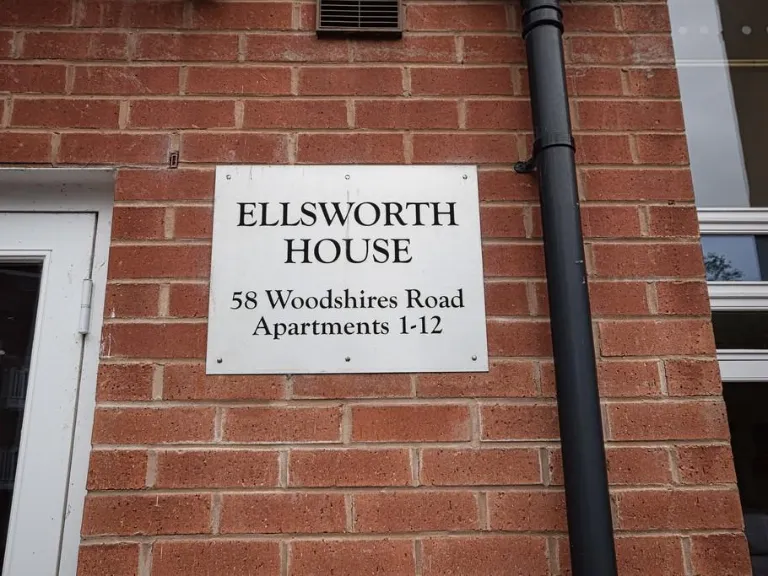 ELLSWORTH
HOUSE
58 Woodshires Road
Apartments 1-12